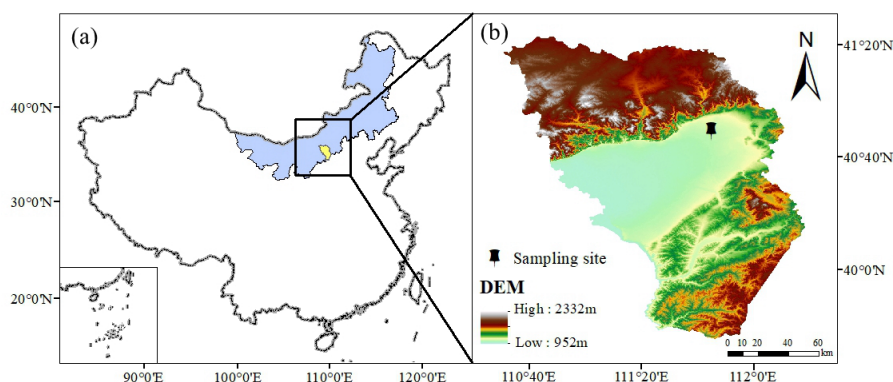 (a)
40°0'N
30°0'N
20°0'N
90°0'E
100°0'E
110°0'E
120°0'E
(b)
N
41°20'N
40°40'N
40°0'N
Sampling site
DEM
High : 2332m
Low : 952m
0 10 20 40 60
km
110°40'E
111°20'E
112°0'E